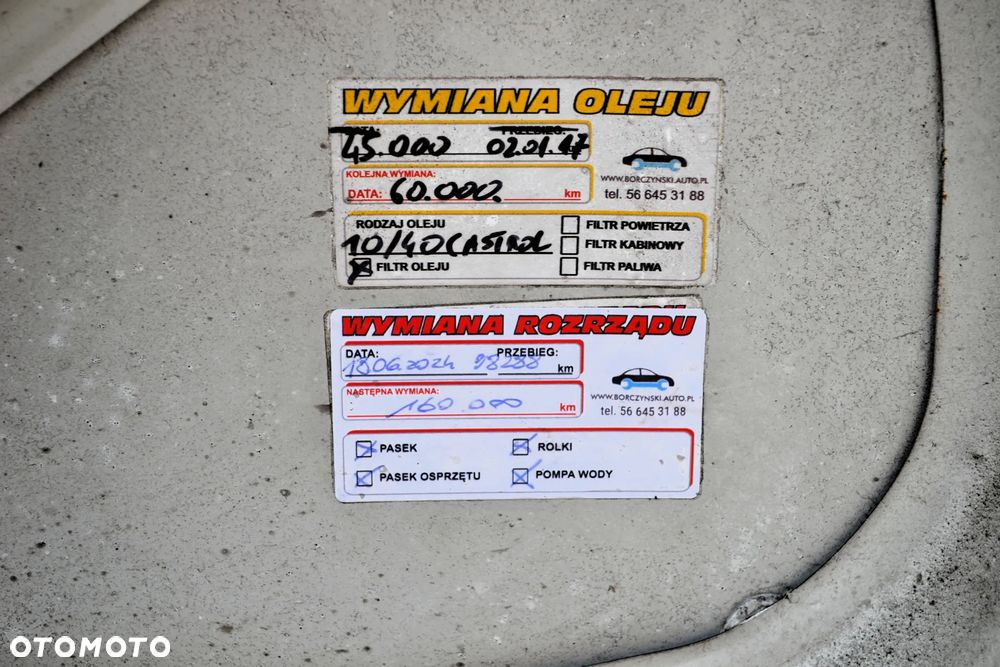 WYMIANA OLEJU
DATA: PRZEBIEG:
45.000 02.01.17
KOLEJNA WYMIANA:
DATA: 60.000. km
WWW.BORCZYNSKI.AUTO.PL
tel. 56 645 31 88
RODZAJ OLEJU
10/40 CASTROL
FILTR OLEJU
FILTR POWIETRZA
FILTR KABINOWY
FILTR PALIWA
WYMIANA ROZRZĄDU
DATA: PRZEBIEG:
18.06.2024 98288 km
NASTĘPNA WYMIANA:
160.000 km
WWW.BORCZYNSKI.AUTO.PL
tel. 56 645 31 88
PASEK
ROLKI
PASEK OSPRZĘTU
POMPA WODY
OTOMOTO